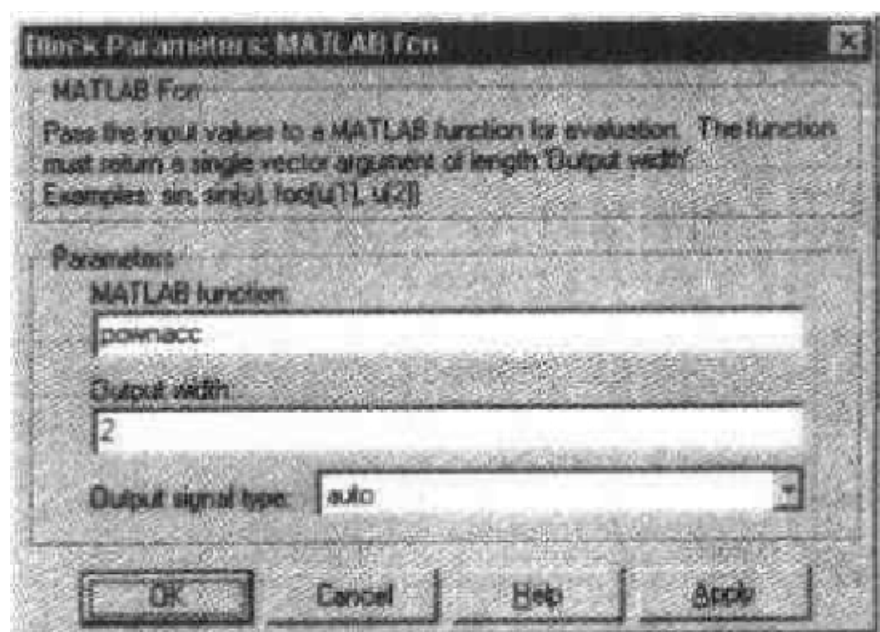 Block Parameters: MATLAB Fcn
MATLAB Fcn
Pass the input values to a MATLAB function for evaluation. The function
must return a single vector argument of length 'Output width'.
Examples: sin, sin(u), foo(u(1), u(2))
Parameters
MATLAB function:
pownacc
Output width:
2
Output signal type: auto
OK Cancel Help Apply